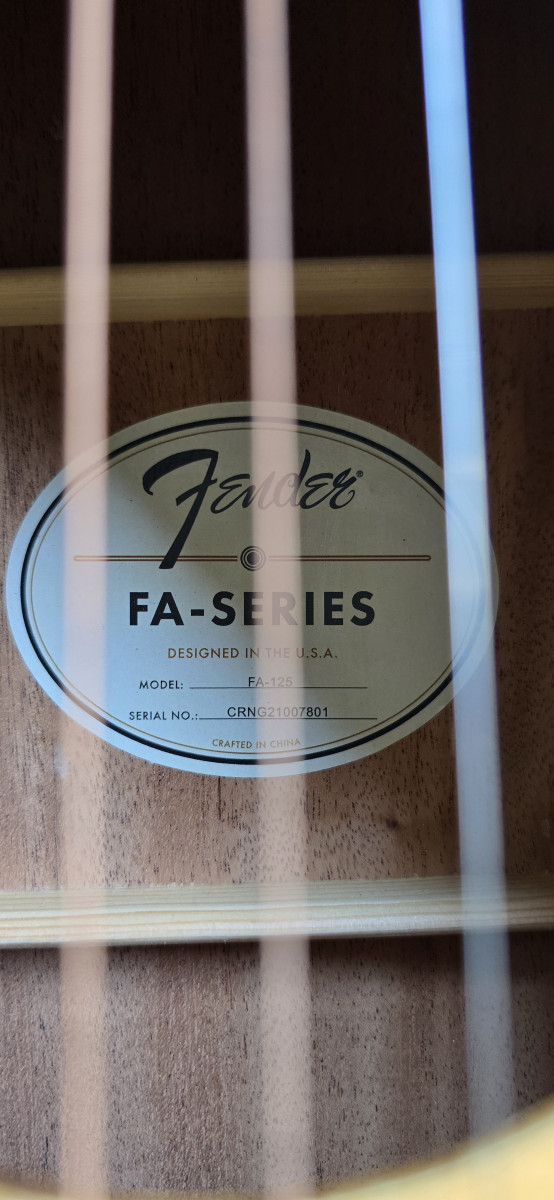 Fender®
FA-SERIES
DESIGNED IN THE U.S.A.
MODEL: FA-125
SERIAL NO.: CRNG21007801
CRAFTED IN CHINA